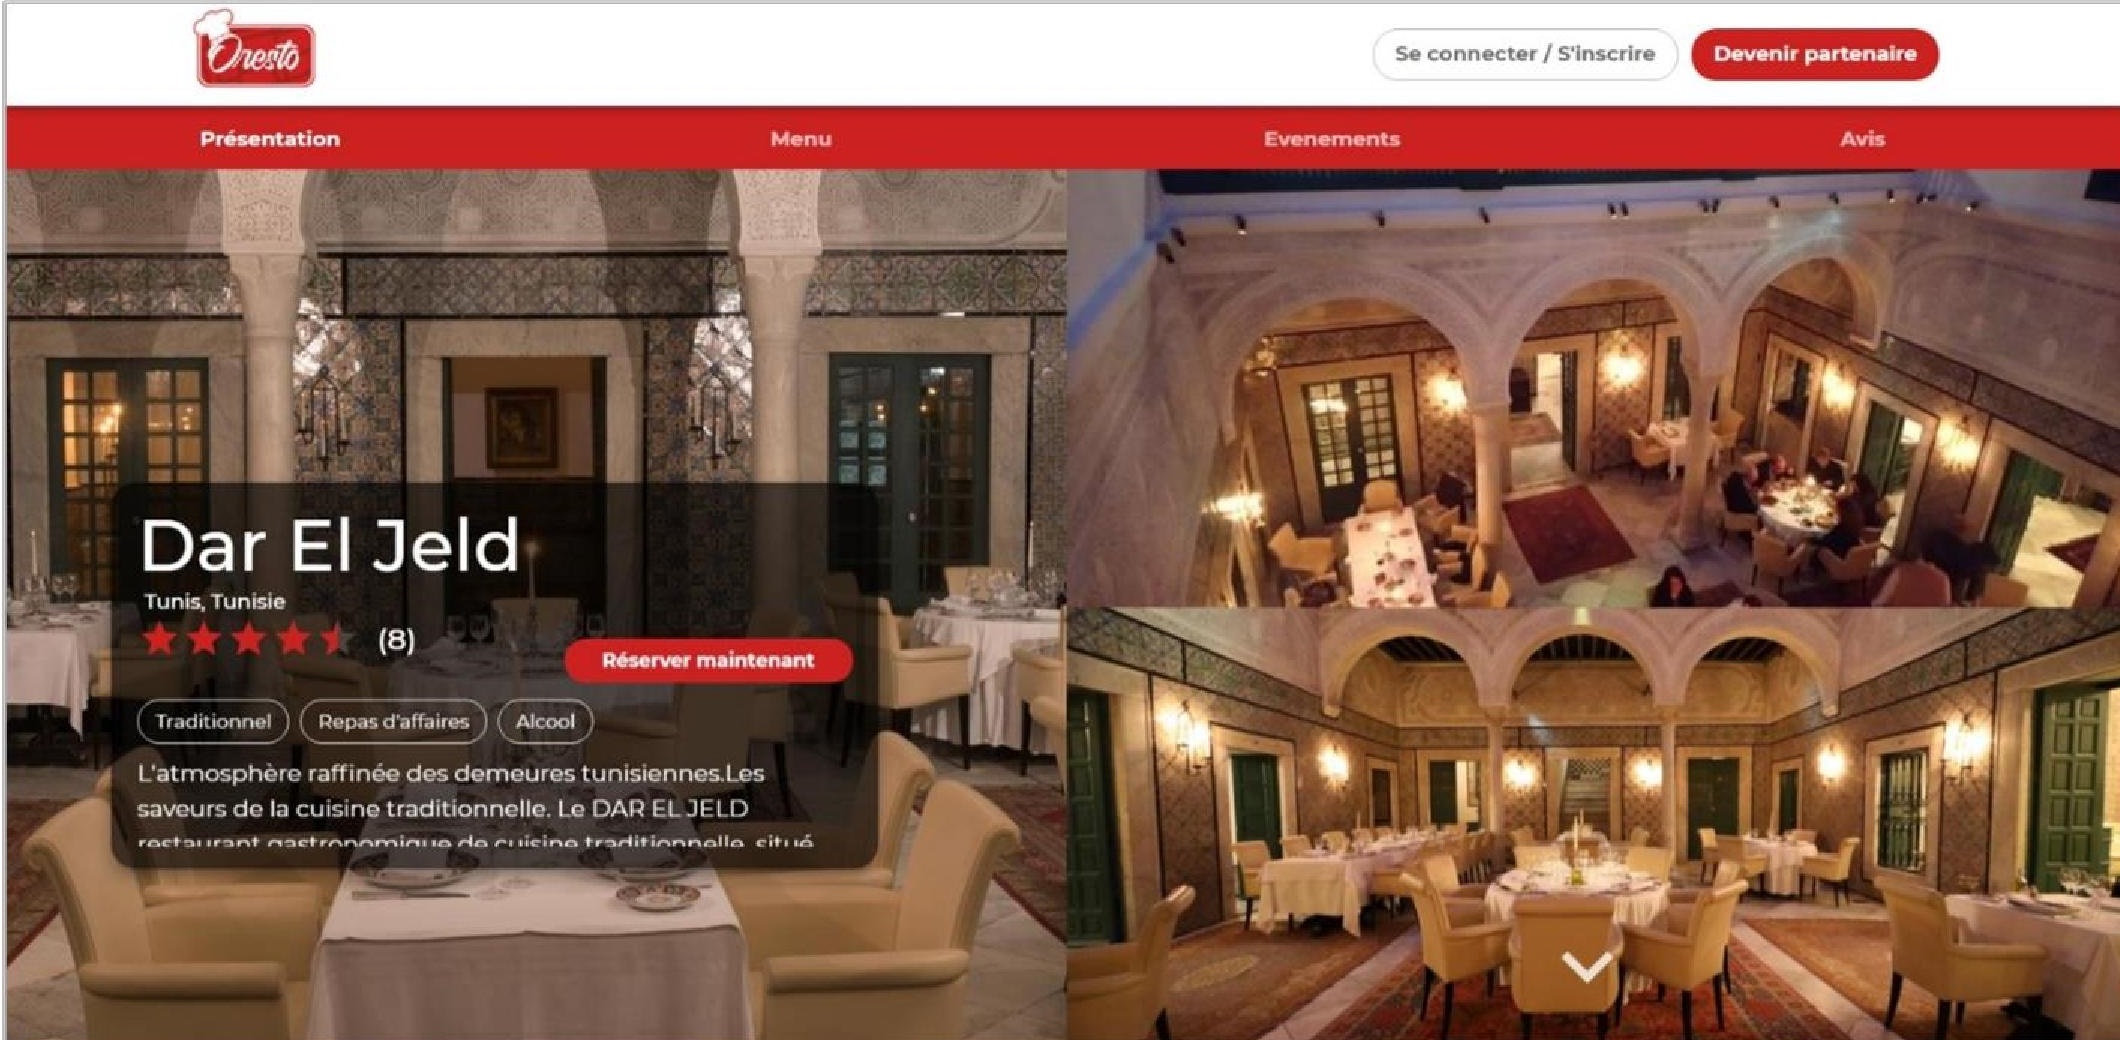 Oresto
Se connecter / S'inscrire
Devenir partenaire
Présentation
Menu
Evenements
Avis
Dar El Jeld
Tunis, Tunisie
(8)
Réserver maintenant
Traditionnel
Repas d'affaires
Alcool
L'atmosphère raffinée des demeures tunisiennes.Les
saveurs de la cuisine traditionnelle. Le DAR EL JELD
restaurant gastronomique de cuisine traditionnelle, situé